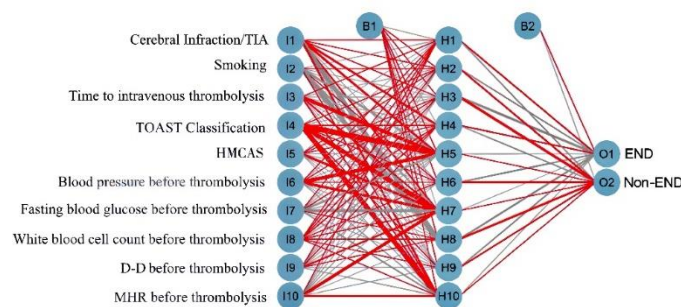 B1
B2
Cerebral Infraction/TIA I1 H1
Smoking I2 H2
Time to intravenous thrombolysis I3 H3
TOAST Classification I4 H4
HMCAS I5 H5 O1 END
Blood pressure before thrombolysis I6 H6 O2 Non-END
Fasting blood glucose before thrombolysis I7 H7
White blood cell count before thrombolysis I8 H8
D-D before thrombolysis I9 H9
MHR before thrombolysis I10 H10